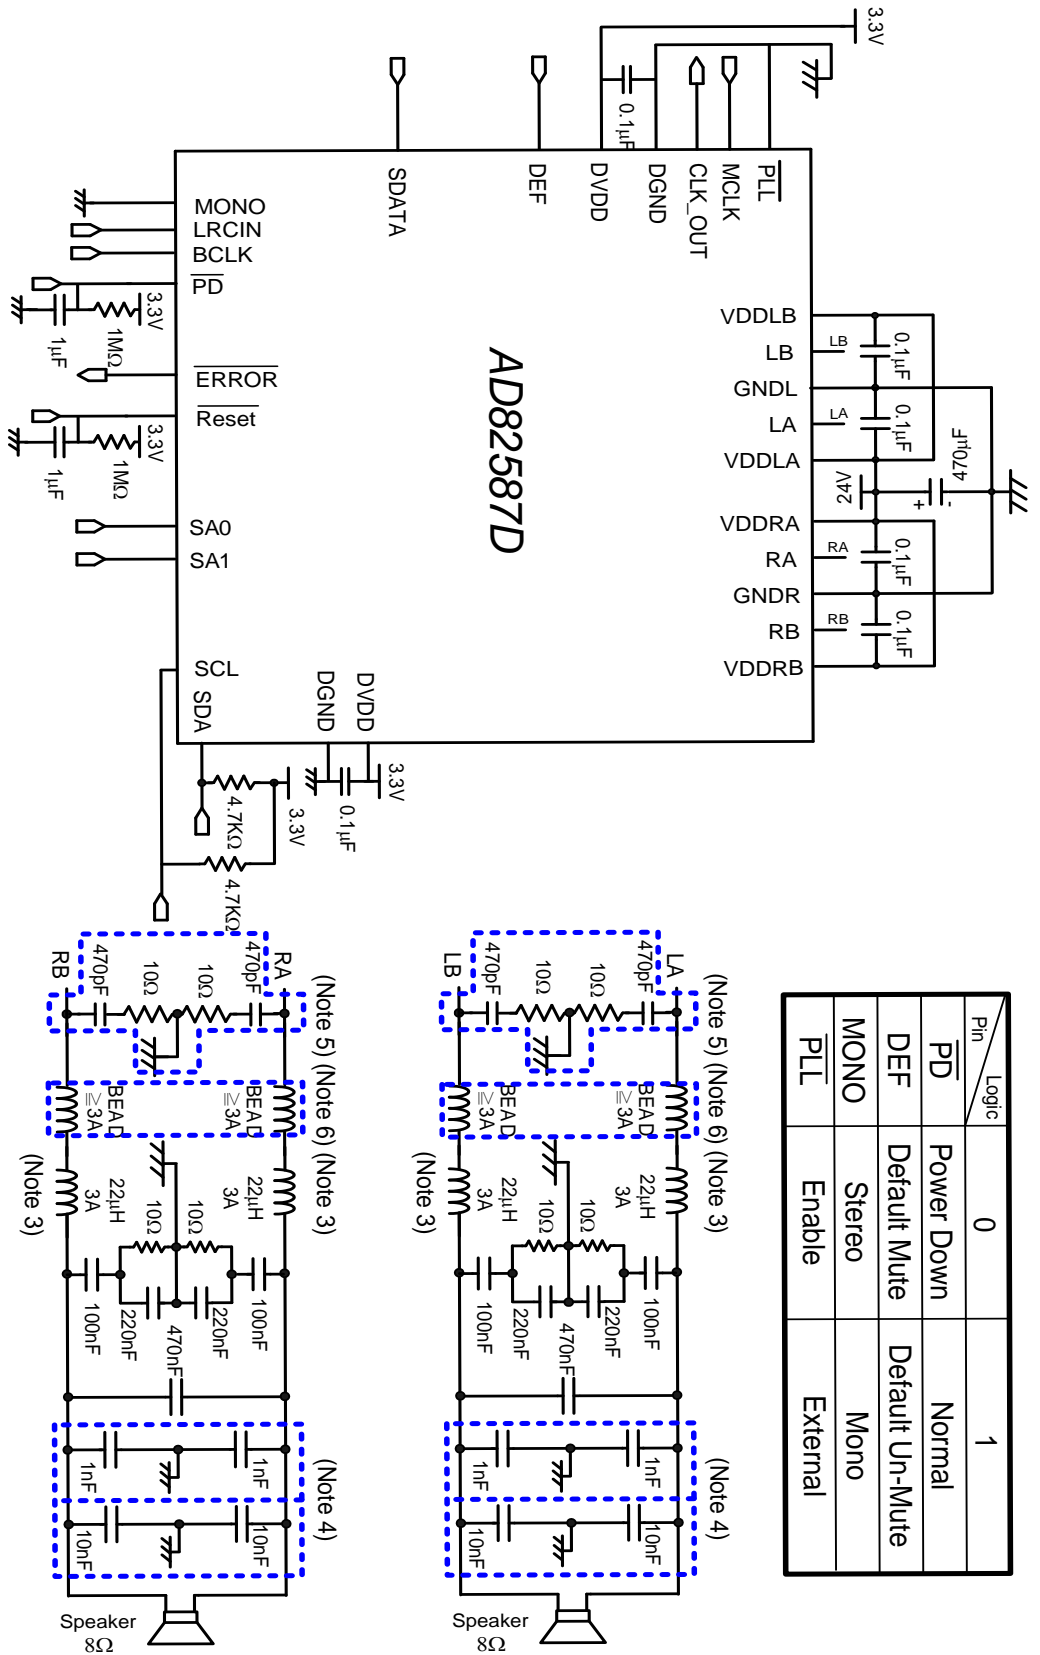 3.3V
0.1μF
SDATA
DEF
DVDD
DGND
CLK_OUT
MCLK
PLL
MONO
LRCIN
BCLK
PD
3.3V
1MΩ
1μF
ERROR
Reset
3.3V
1MΩ
1μF
SA0
SA1
SCL
SDA
DGND
DVDD
AD82587D
VDDLB
LB
GNDL
LA
VDDLA
VDDRA
RA
GNDR
RB
VDDRB
LB
LA
RA
RB
0.1μF
0.1μF
470μF
24V
+
-
0.1μF
0.1μF
3.3V
0.1μF
3.3V
4.7KΩ
4.7KΩ
Pin
Logic
0
1
PD
Power Down
Normal
DEF
Default Mute
Default Un-Mute
MONO
Stereo
Mono
PLL
Enable
External
LA
LB
470pF
10Ω
10Ω
470pF
(Note 5) (Note 6) (Note 3)
BEAD
≧3A
BEAD
≧3A
22μH
3A
22μH
3A
(Note 3)
10Ω
10Ω
100nF
220nF
220nF
100nF
470nF
(Note 4)
1nF
1nF
10nF
10nF
Speaker
8Ω
RA
RB
470pF
10Ω
10Ω
470pF
(Note 5) (Note 6) (Note 3)
BEAD
≧3A
BEAD
≧3A
22μH
3A
22μH
3A
(Note 3)
10Ω
10Ω
100nF
220nF
220nF
100nF
470nF
(Note 4)
1nF
1nF
10nF
10nF
Speaker
8Ω